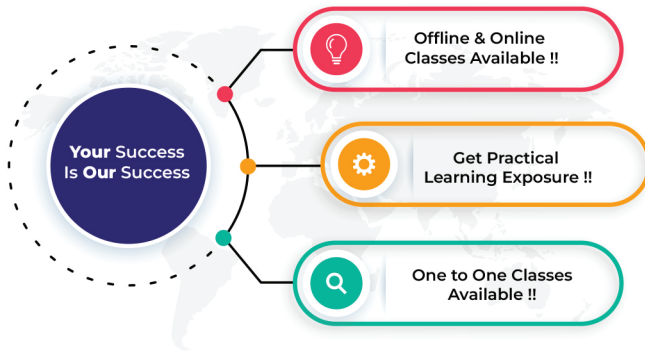 Your Success
Is Our Success
Offline & Online
Classes Available !!
Get Practical
Learning Exposure !!
One to One Classes
Available !!